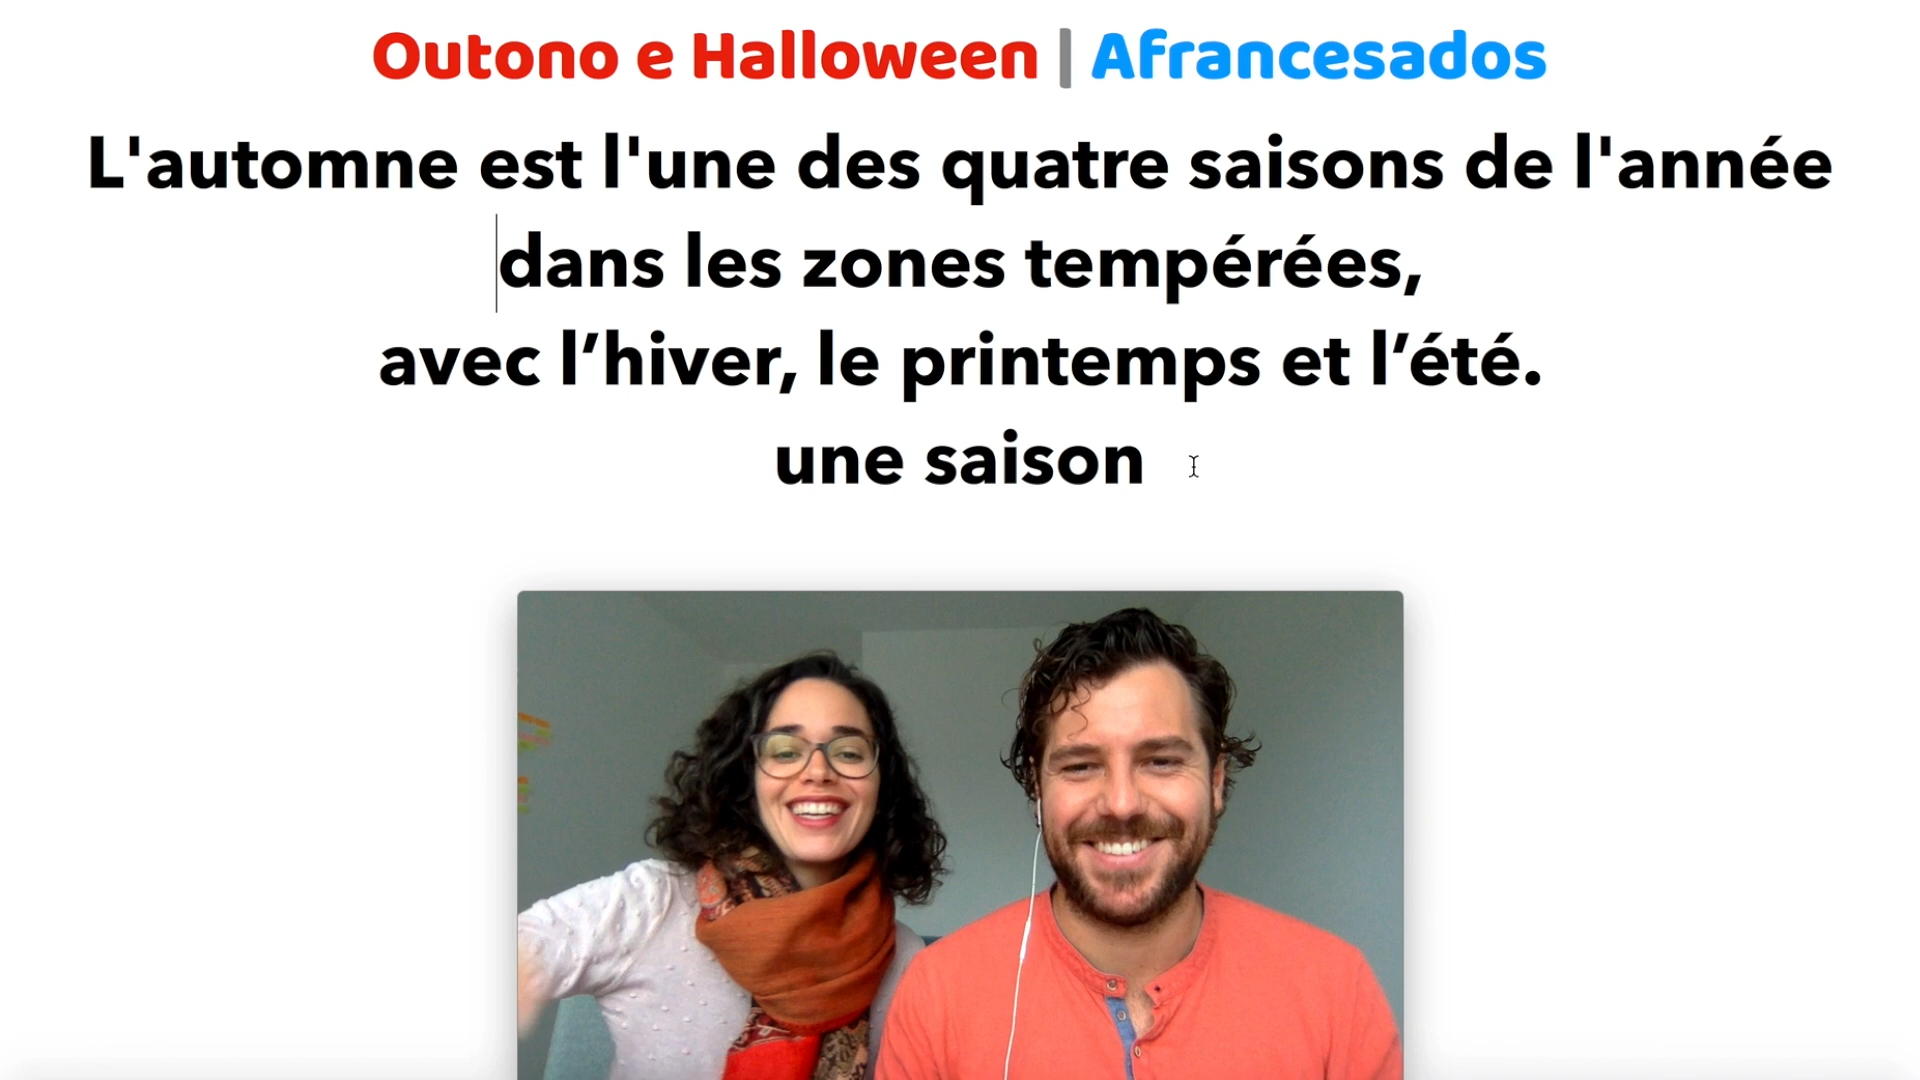 Outono e Halloween | Afrancesados
L'automne est l'une des quatre saisons de l'année
dans les zones tempérées,
avec l’hiver, le printemps et l’été.
une saison